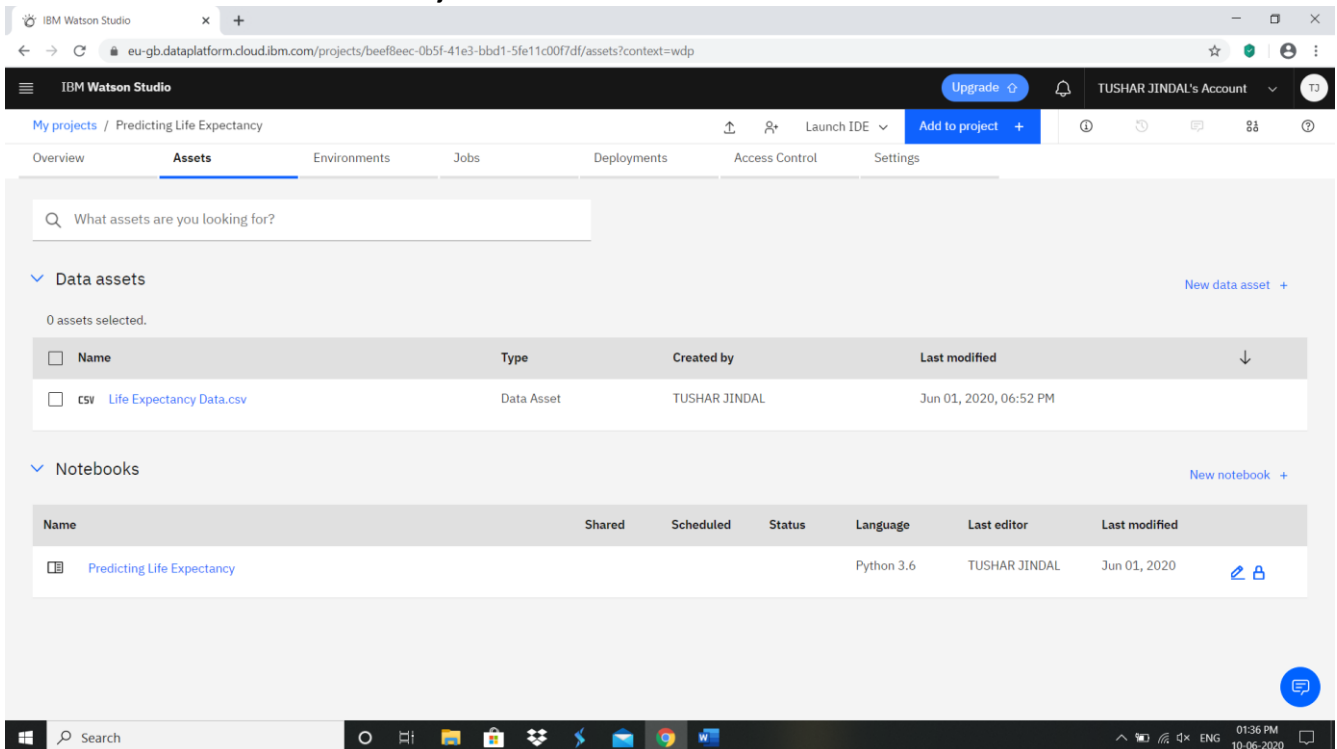 IBM Watson Studio
eu-gb.dataplatform.cloud.ibm.com/projects/beef8eec-0b5f-41e3-bbd1-5fe11c00f7df/assets?context=wdp
IBM Watson Studio Upgrade TUSHAR JINDAL's Account TJ
My projects / Predicting Life Expectancy Launch IDE Add to project +
Overview Assets Environments Jobs Deployments Access Control Settings
What assets are you looking for?
Data assets
New data asset +
0 assets selected.
Name Type Created by Last modified
CSV Life Expectancy Data.csv Data Asset TUSHAR JINDAL Jun 01, 2020, 06:52 PM
Notebooks
New notebook +
Name Shared Scheduled Status Language Last editor Last modified
Predicting Life Expectancy Python 3.6 TUSHAR JINDAL Jun 01, 2020
Search ENG 01:36 PM
10-06-2020